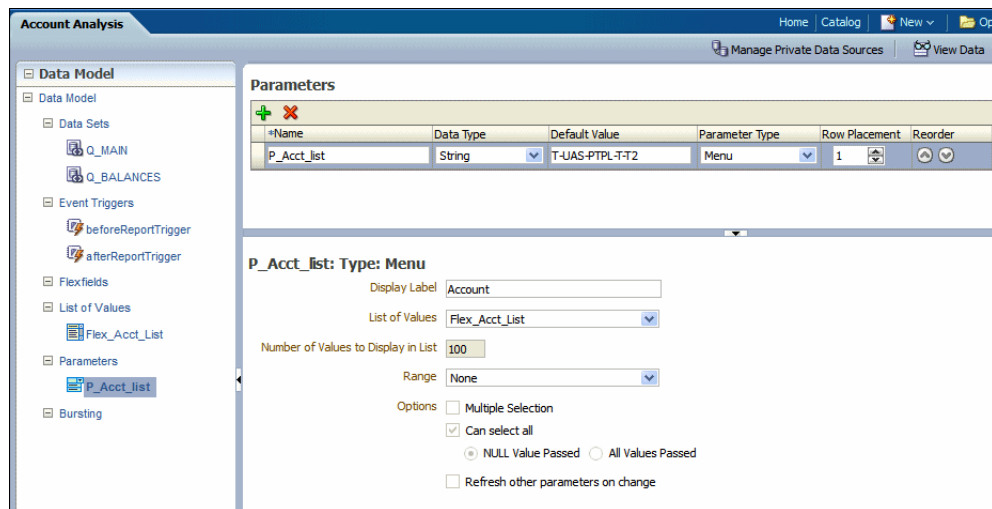 Account Analysis
Home Catalog New Op
Manage Private Data Sources View Data
Data Model
Data Model
Data Sets
Q_MAIN
Q_BALANCES
Event Triggers
beforeReportTrigger
afterReportTrigger
Flexfields
List of Values
Flex_Acct_List
Parameters
P_Acct_list
Bursting
Parameters
*Name Data Type Default Value Parameter Type Row Placement Reorder
P_Acct_list String T-UAS-PTPL-T-T2 Menu 1
P_Acct_list: Type: Menu
Display Label Account
List of Values Flex_Acct_List
Number of Values to Display in List 100
Range None
Options Multiple Selection
Can select all
NULL Value Passed All Values Passed
Refresh other parameters on change